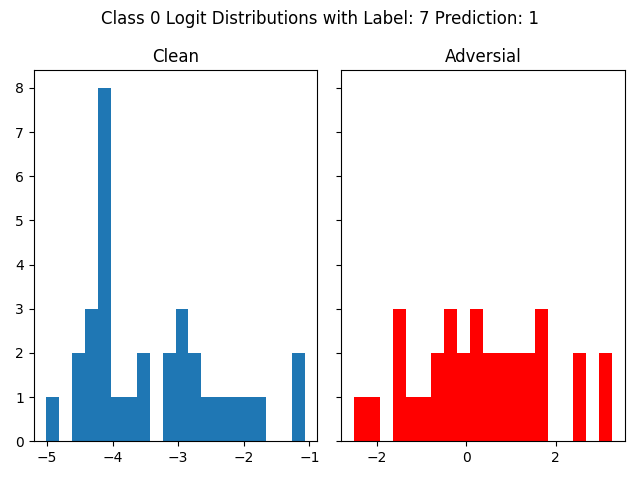 Class 0 Logit Distributions with Label: 7 Prediction: 1
Clean
Adversial
8
7
6
5
4
3
2
1
0
−5 −4 −3 −2 −1
−2 0 2